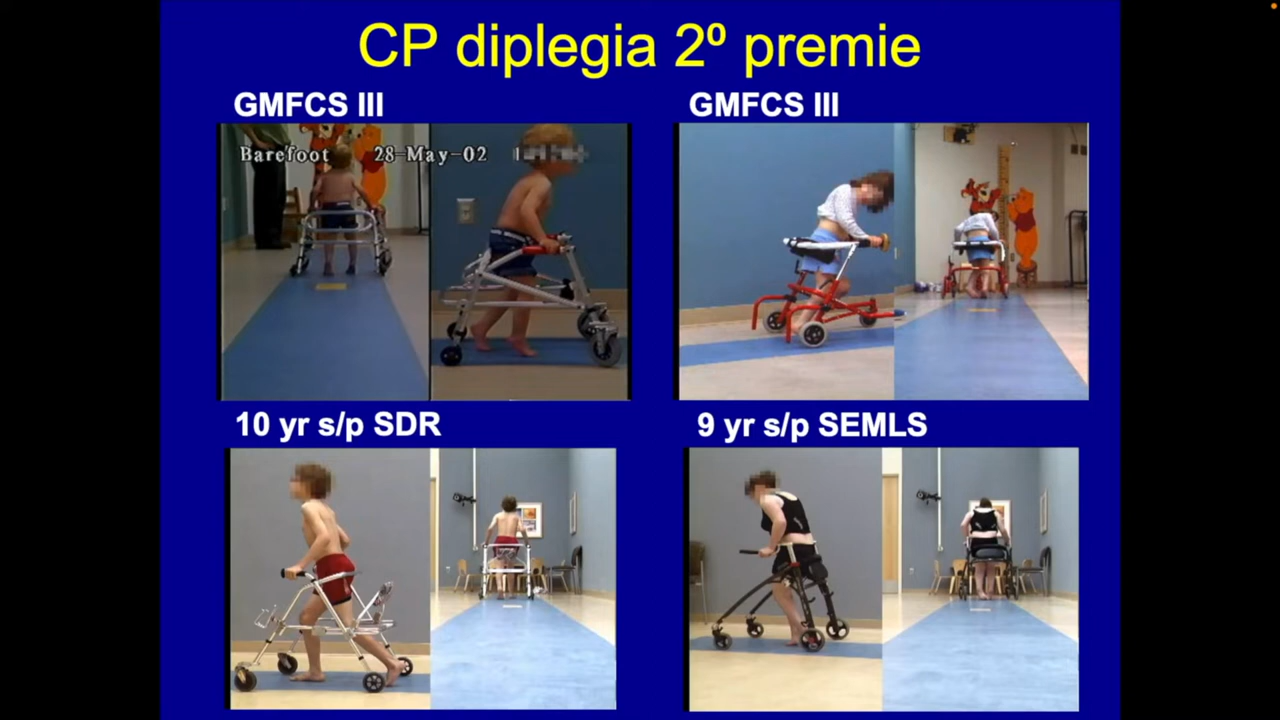 CP diplegia 2º premie
GMFCS III
GMFCS III
Barefoot 28-May-02
10 yr s/p SDR
9 yr s/p SEMLS